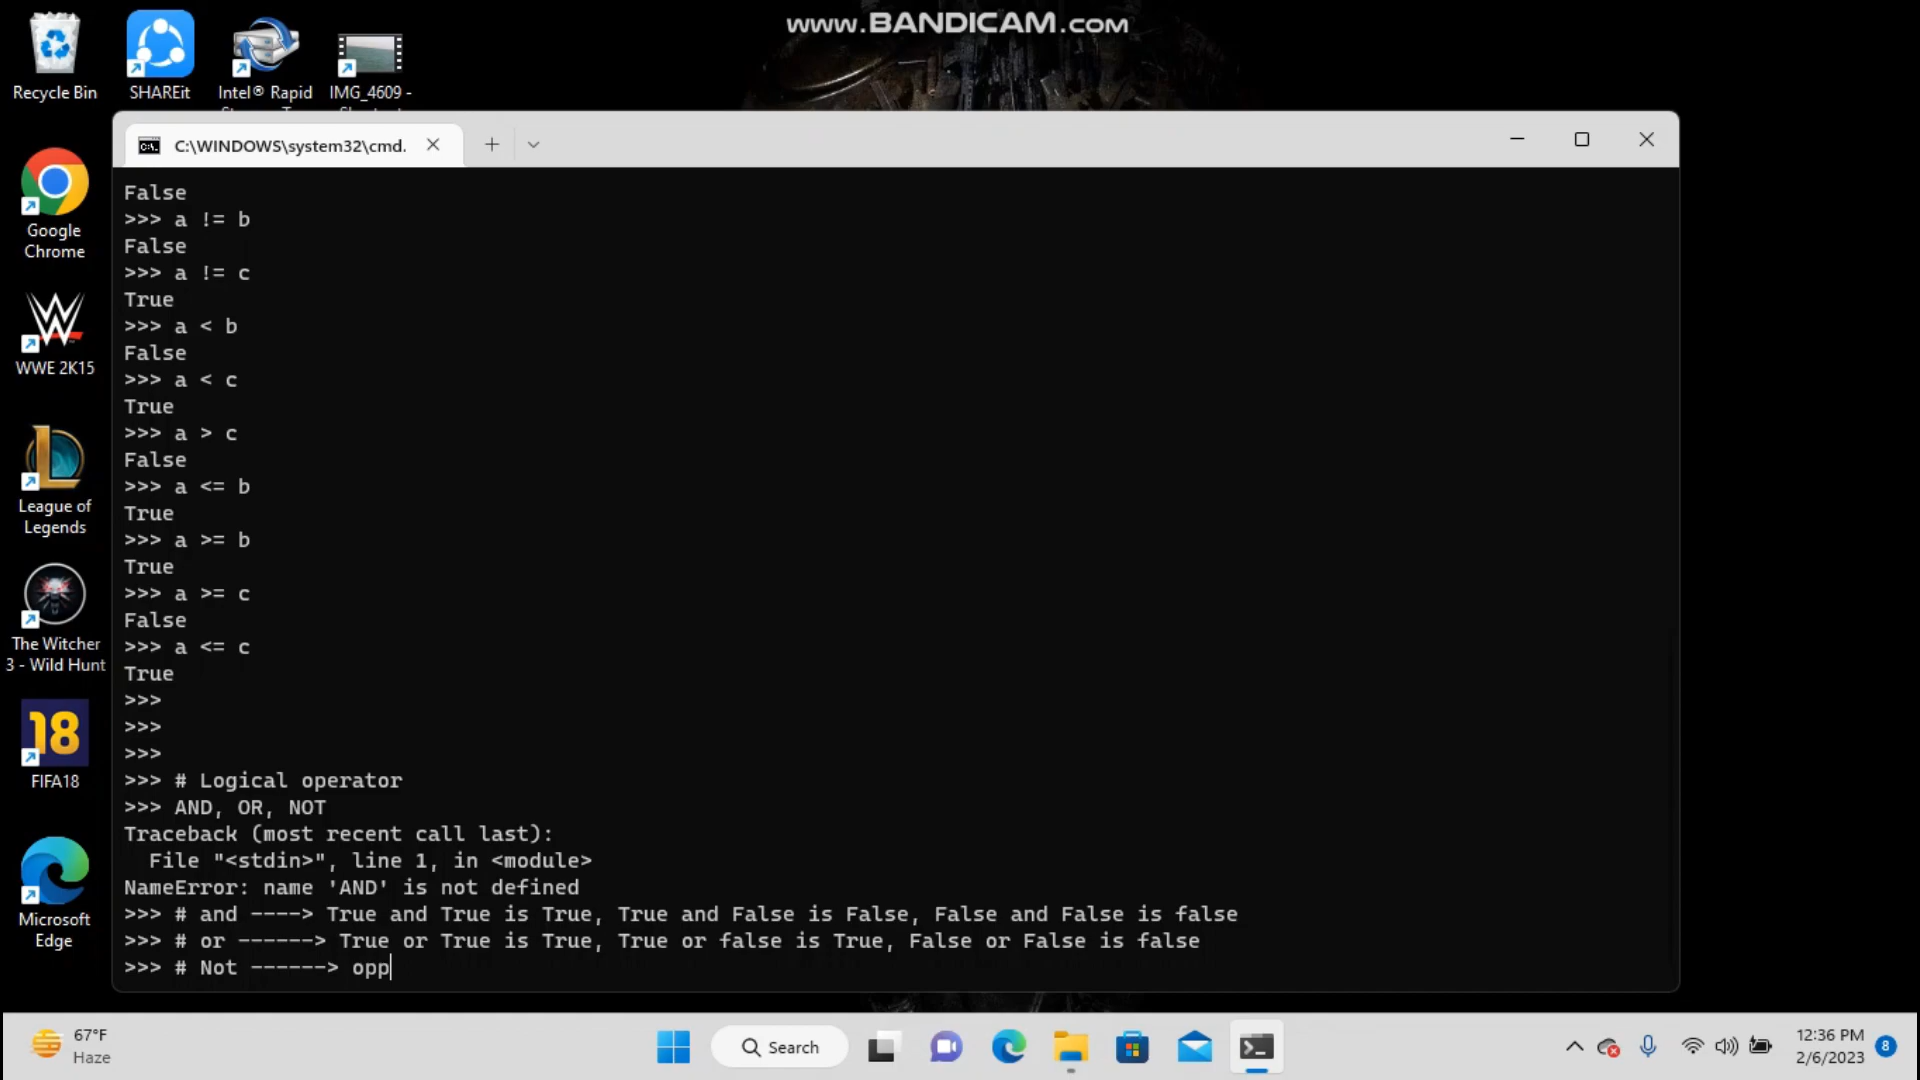 www.BANDICAM.com
Recycle Bin
SHAREit
Intel® Rapid
IMG_4609 -
C:\WINDOWS\system32\cmd.
Google
Chrome
WWE 2K15
League of
Legends
The Witcher
3 - Wild Hunt
18
FIFA18
Microsoft
Edge
False
>>> a != b
False
>>> a != c
True
>>> a < b
False
>>> a < c
True
>>> a > c
False
>>> a <= b
True
>>> a >= b
True
>>> a >= c
False
>>> a <= c
True
>>>
>>>
>>>
>>> # Logical operator
>>> AND, OR, NOT
Traceback (most recent call last):
  File "<stdin>", line 1, in <module>
NameError: name 'AND' is not defined
>>> # and ----> True and True is True, True and False is False, False and False is false
>>> # or ------> True or True is True, True or false is True, False or False is false
>>> # Not ------> opp
67°F
Haze
Search
12:36 PM
2/6/2023
8